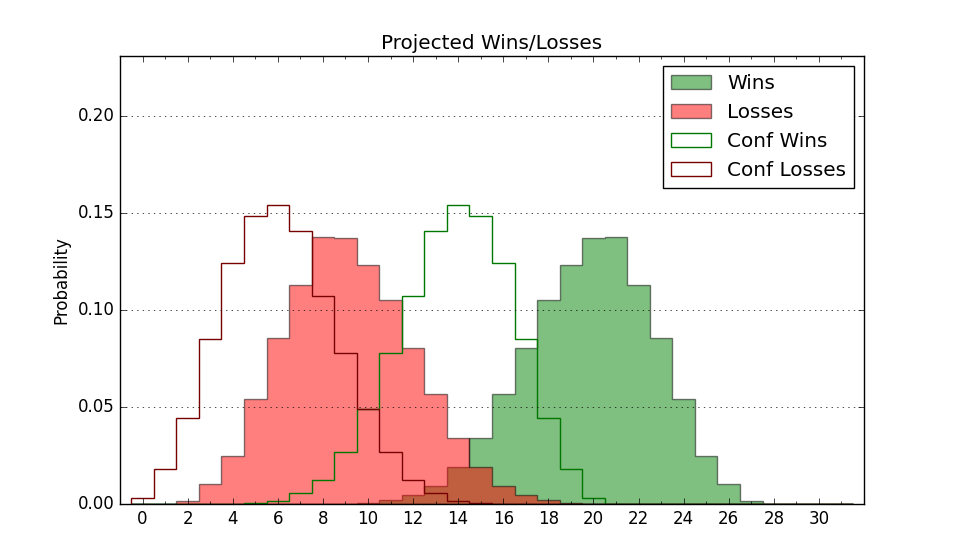 Projected Wins/Losses
Wins
Losses
Conf Wins
Conf Losses
Probability
0.20
0.15
0.10
0.05
0.00
0 2 4 6 8 10 12 14 16 18 20 22 24 26 28 30